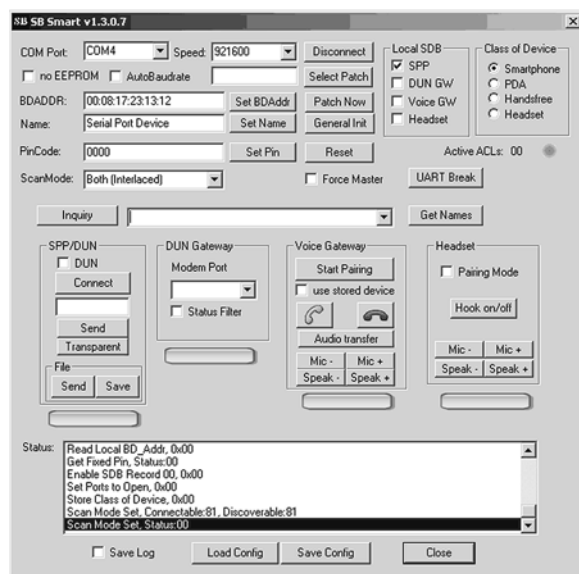 SB SB Smart v1.3.0.7
COM Port: COM4 Speed: 921600 Disconnect
no EEPROM AutoBaudrate Select Patch
BDADDR: 00:08:17:23:13:12 Set BDAddr Patch Now
Name: Serial Port Device Set Name General Init
PinCode: 0000 Set Pin Reset
ScanMode: Both (Interlaced) Force Master UART Break
Local SDB
SPP
DUN GW
Voice GW
Headset
Class of Device
Smartphone
PDA
Handsfree
Headset
Active ACLs: 00
Inquiry Get Names
SPP/DUN
DUN
Connect
Send
Transparent
File
Send Save
DUN Gateway
Modem Port
Status Filter
Voice Gateway
Start Pairing
use stored device
Audio transfer
Mic - Mic +
Speak - Speak +
Headset
Pairing Mode
Hook on/off
Mic - Mic +
Speak - Speak +
Status:
Read Local BD_Addr, 0x00
Get Fixed Pin, Status:00
Enable SDB Record 00, 0x00
Set Ports to Open, 0x00
Store Class of Device, 0x00
Scan Mode Set, Connectable:81, Discoverable:81
Scan Mode Set, Status:00
Save Log Load Config Save Config Close